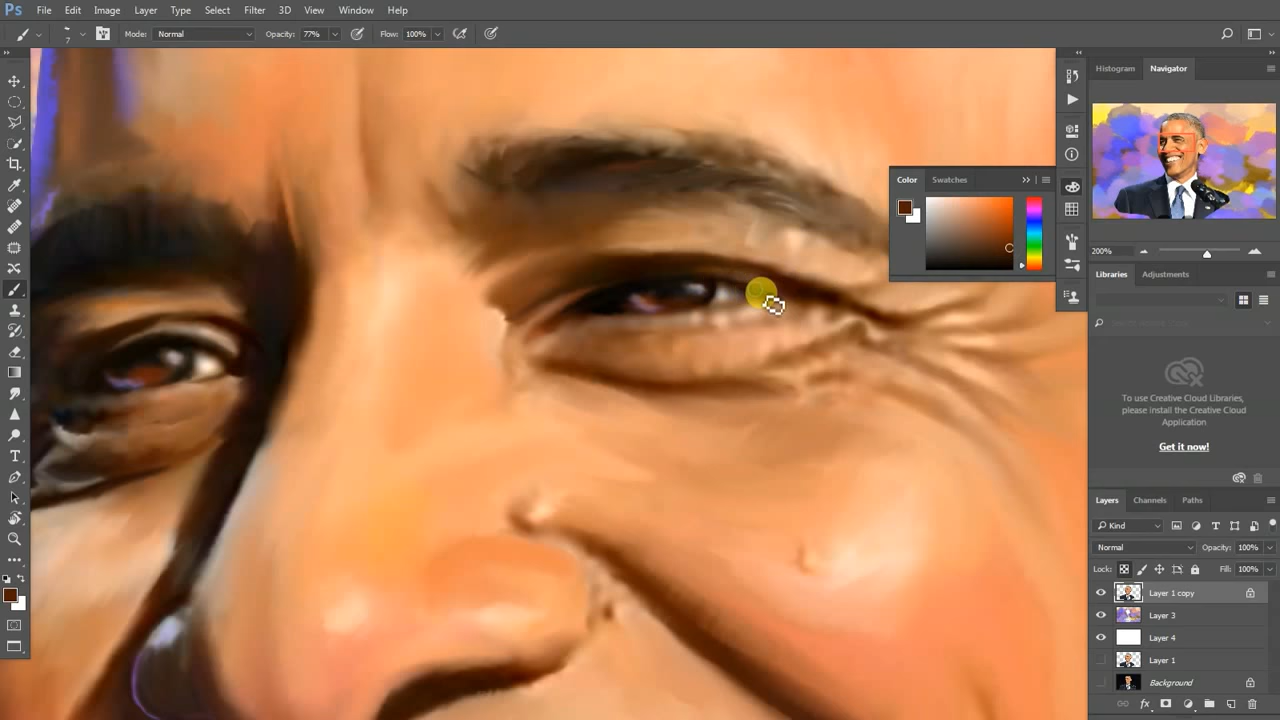 Ps File Edit Image Layer Type Select Filter 3D View Window Help
7 Mode: Normal Opacity: 77% Flow: 100%
Histogram Navigator
Color Swatches
200%
Libraries Adjustments
To use Creative Cloud Libraries,
please install the Creative Cloud
Application
Get it now!
Layers Channels Paths
Kind
Normal Opacity: 100%
Lock: Fill: 100%
Layer 1 copy
Layer 3
Layer 4
Layer 1
Background